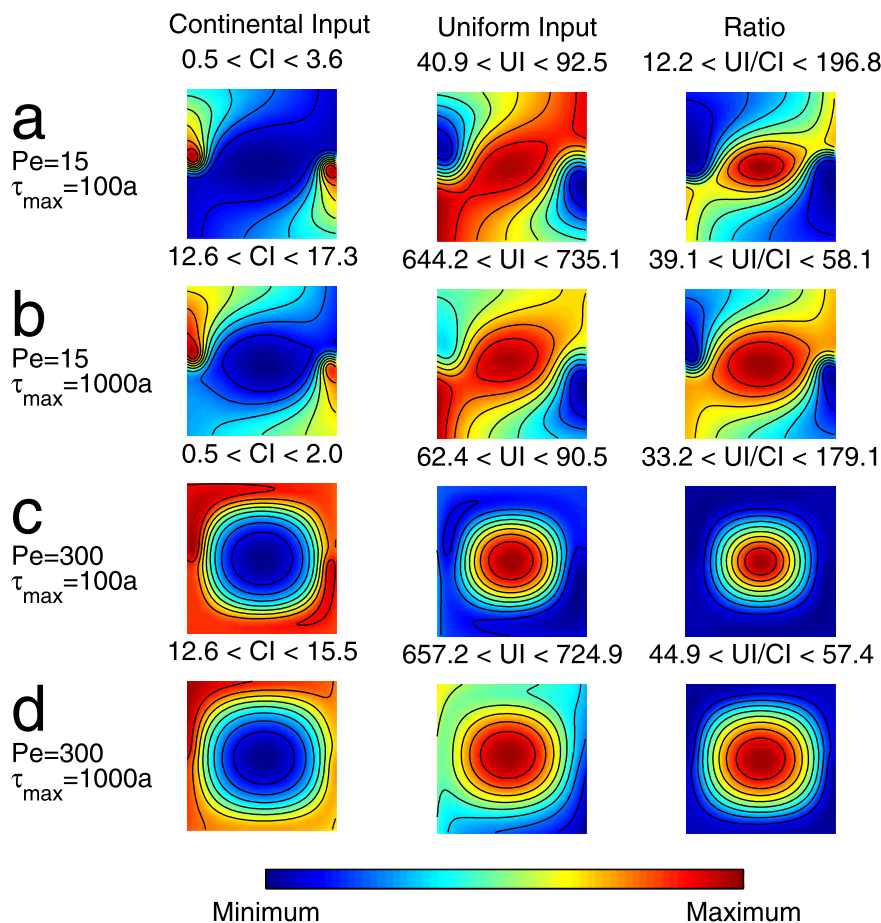 Continental Input Uniform Input Ratio
0.5 < CI < 3.6 40.9 < UI < 92.5 12.2 < UI/CI < 196.8
a
Pe=15
τmax=100a
12.6 < CI < 17.3 644.2 < UI < 735.1 39.1 < UI/CI < 58.1
b
Pe=15
τmax=1000a
0.5 < CI < 2.0 62.4 < UI < 90.5 33.2 < UI/CI < 179.1
c
Pe=300
τmax=100a
12.6 < CI < 15.5 657.2 < UI < 724.9 44.9 < UI/CI < 57.4
d
Pe=300
τmax=1000a
Minimum Maximum